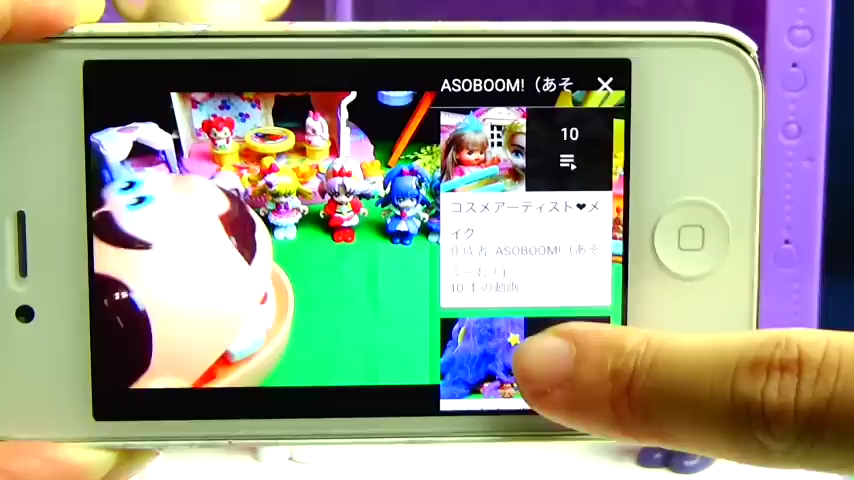 ASOBOOM!（あそ
10
コスメアーティスト❤メ
イク
作成者 ASOBOOM!（あそ
ぶーむ！）
10 本の動画